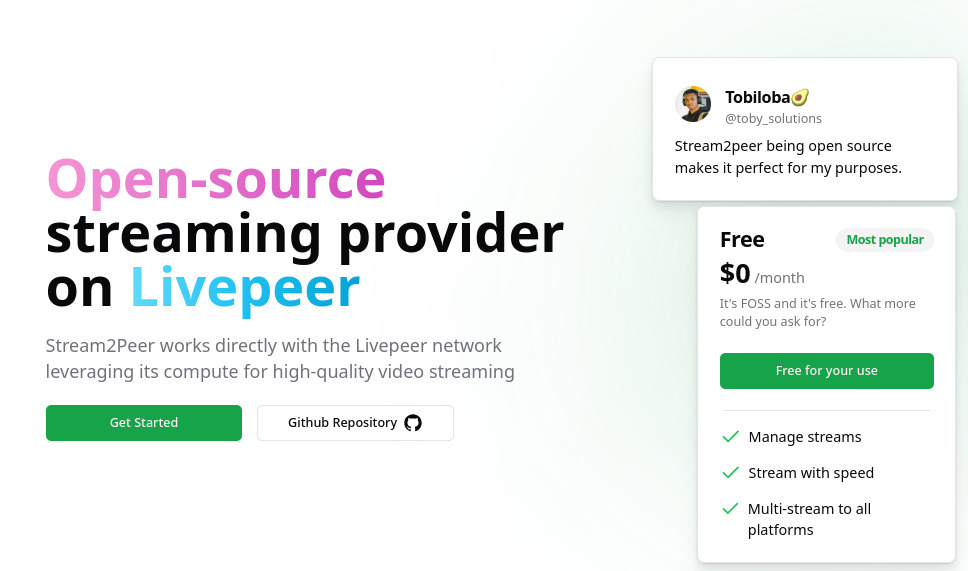 Open-source
streaming provider
on Livepeer
Stream2Peer works directly with the Livepeer network
leveraging its compute for high-quality video streaming
Get Started
Github Repository
Tobiloba🥑
@toby_solutions
Stream2peer being open source
makes it perfect for my purposes.
Free
Most popular
$0 /month
It's FOSS and it's free. What more
could you ask for?
Free for your use
Manage streams
Stream with speed
Multi-stream to all
platforms